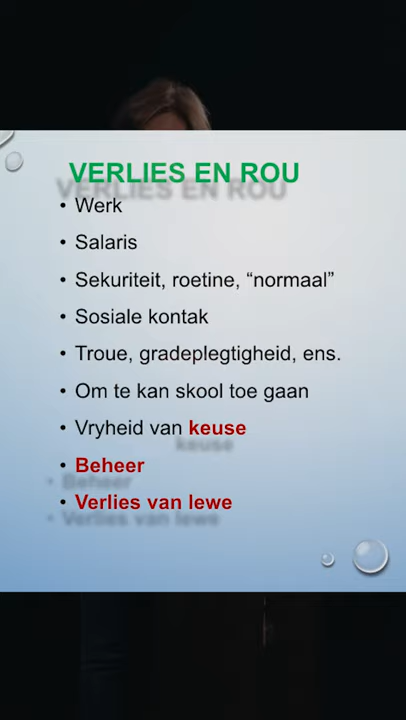 VERLIES EN ROU
• Werk
• Salaris
• Sekuriteit, roetine, “normaal”
• Sosiale kontak
• Troue, gradeplegtigheid, ens.
• Om te kan skool toe gaan
• Vryheid van keuse
• Beheer
• Verlies van lewe